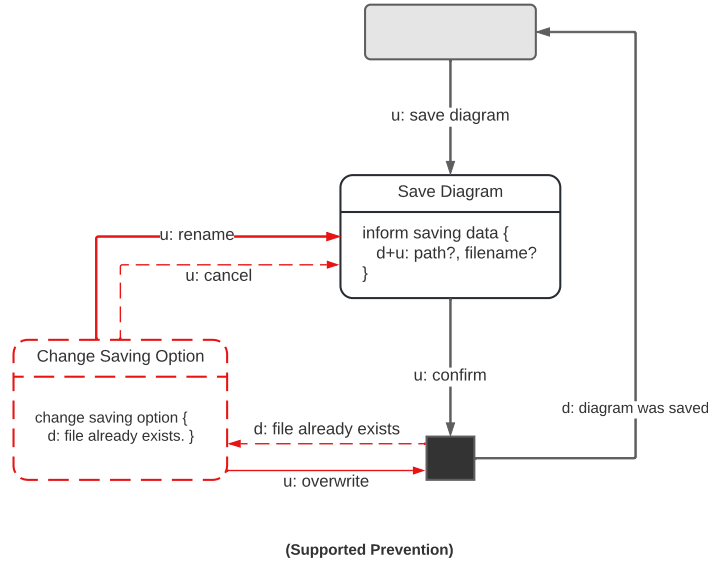 u: save diagram
Save Diagram
inform saving data {
d+u: path?, filename?
}
u: rename
u: cancel
Change Saving Option
change saving option {
d: file already exists. }
u: confirm
d: diagram was saved
d: file already exists
u: overwrite
(Supported Prevention)